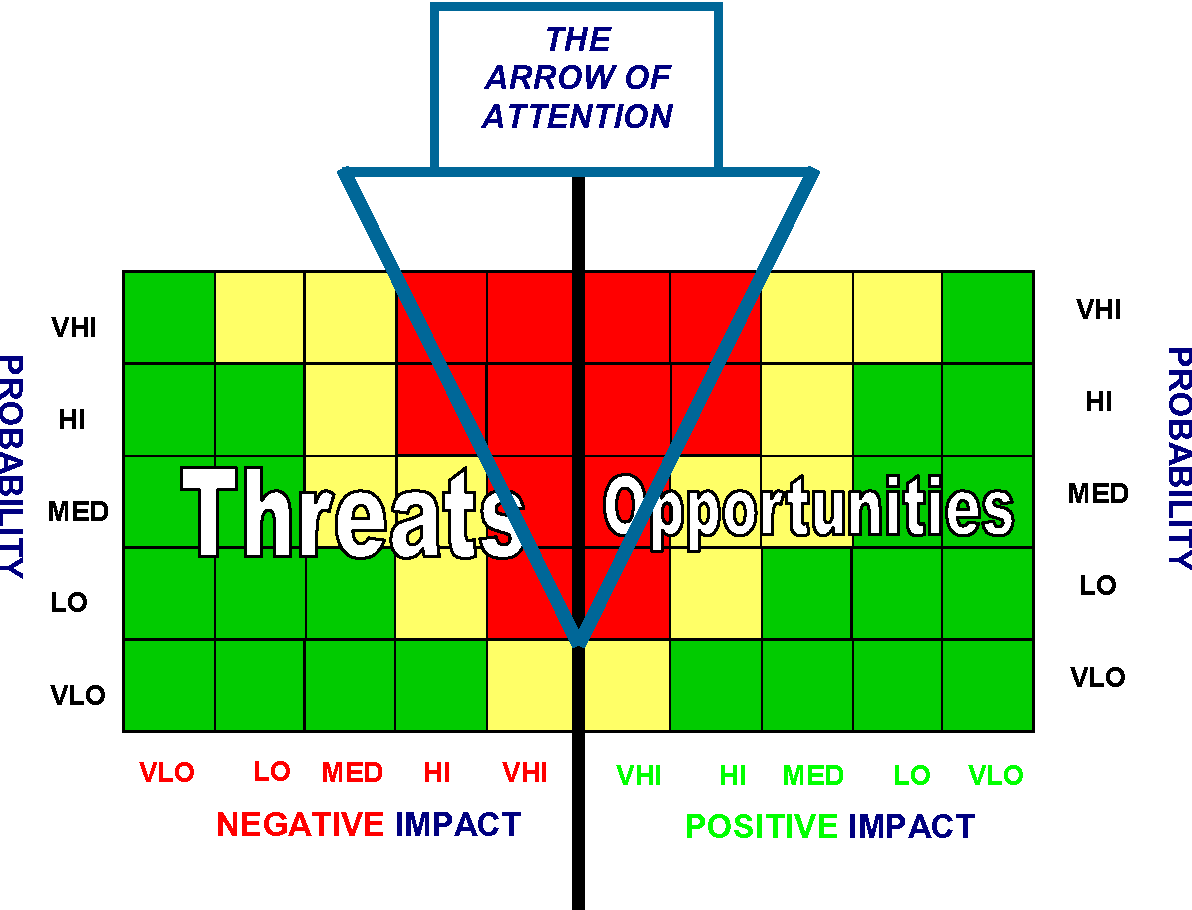 THE
ARROW OF
ATTENTION
PROBABILITY
VHI
HI
MED
LO
VLO
Threats
Opportunities
VHI
HI
MED
LO
VLO
PROBABILITY
VLO LO MED HI VHI
VHI HI MED LO VLO
NEGATIVE IMPACT
POSITIVE IMPACT